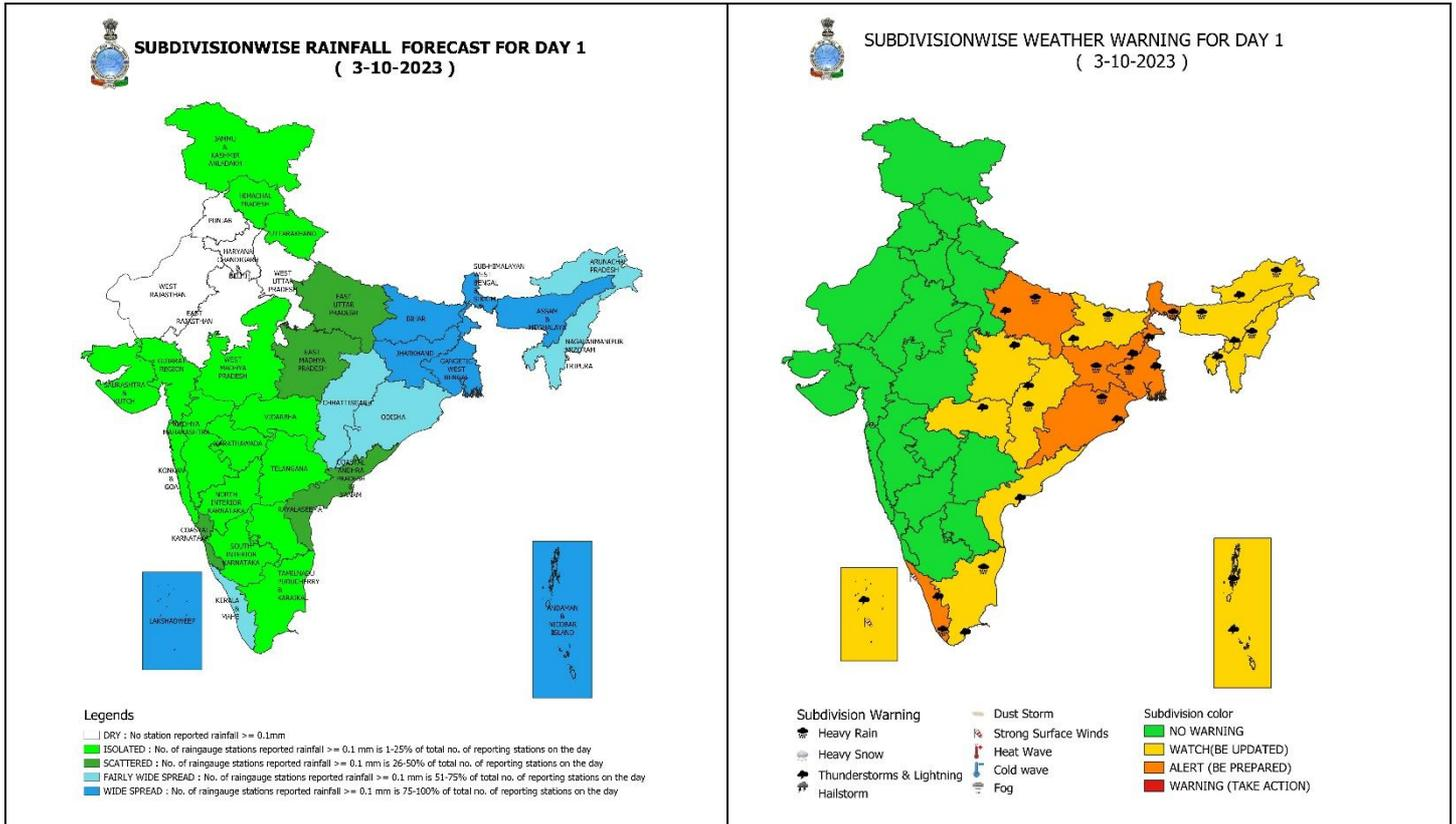 SUBDIVISIONWISE RAINFALL FORECAST FOR DAY 1
( 3-10-2023 )
JAMMU
&
KASHMIR
ANLADAKH
HIMACHAL
PRADESH
PUNJAB
UTTARAKHAND
HARYANA
CHANDIGARH
&
DELHI
WEST
UTTAR
PRADESH
WEST
RAJASTHAN
EAST
RAJASTHAN
EAST
UTTAR
PRADESH
SUB-HIMALAYAN
WEST
BENGAL
&
ARUNACHAL
PRADESH
BIHAR
ASSAM
&
MEGHALAYA
NAGALANMANIPUR
MIZORAM
&
TRIPURA
GUJARAT
REGION
WEST
MADHYA
PRADESH
EAST
MADHYA
PRADESH
JHARKHAND
GANGETIC
WEST
BENGAL
SAURASHTRA
&
KUTCH
CHHATTISGARH
ODISHA
VIDARBHA
MADHYA
MAHARASHTRA
MARATHAWADA
KONKAN
&
GOA
TELANGANA
COASTAL
ANDHRA
PRADESH
&
YANAM
NORTH
INTERIOR
KARNATAKA
RAYALASEEMA
COASTAL
KARNATAKA
SOUTH
INTERIOR
KARNATAKA
TAMILNADU
PUDUCHERRY
&
KARAIKAL
KERALA
&
MAHE
LAKSHADWEEP
ANDAMAN
&
NICOBAR
ISLAND
Legends
DRY : No station reported rainfall >= 0.1mm
ISOLATED : No. of raingauge stations reported rainfall >= 0.1 mm is 1-25% of total no. of reporting stations on the day
SCATTERED : No. of raingauge stations reported rainfall >= 0.1 mm is 26-50% of total no. of reporting stations on the day
FAIRLY WIDE SPREAD : No. of raingauge stations reported rainfall >= 0.1 mm is 51-75% of total no. of reporting stations on the day
WIDE SPREAD : No. of raingauge stations reported rainfall >= 0.1 mm is 75-100% of total no. of reporting stations on the day
SUBDIVISIONWISE WEATHER WARNING FOR DAY 1
( 3-10-2023 )
Subdivision Warning
Heavy Rain
Heavy Snow
Thunderstorms & Lightning
Hailstorm
Dust Storm
Strong Surface Winds
Heat Wave
Cold wave
Fog
Subdivision color
NO WARNING
WATCH(BE UPDATED)
ALERT (BE PREPARED)
WARNING (TAKE ACTION)